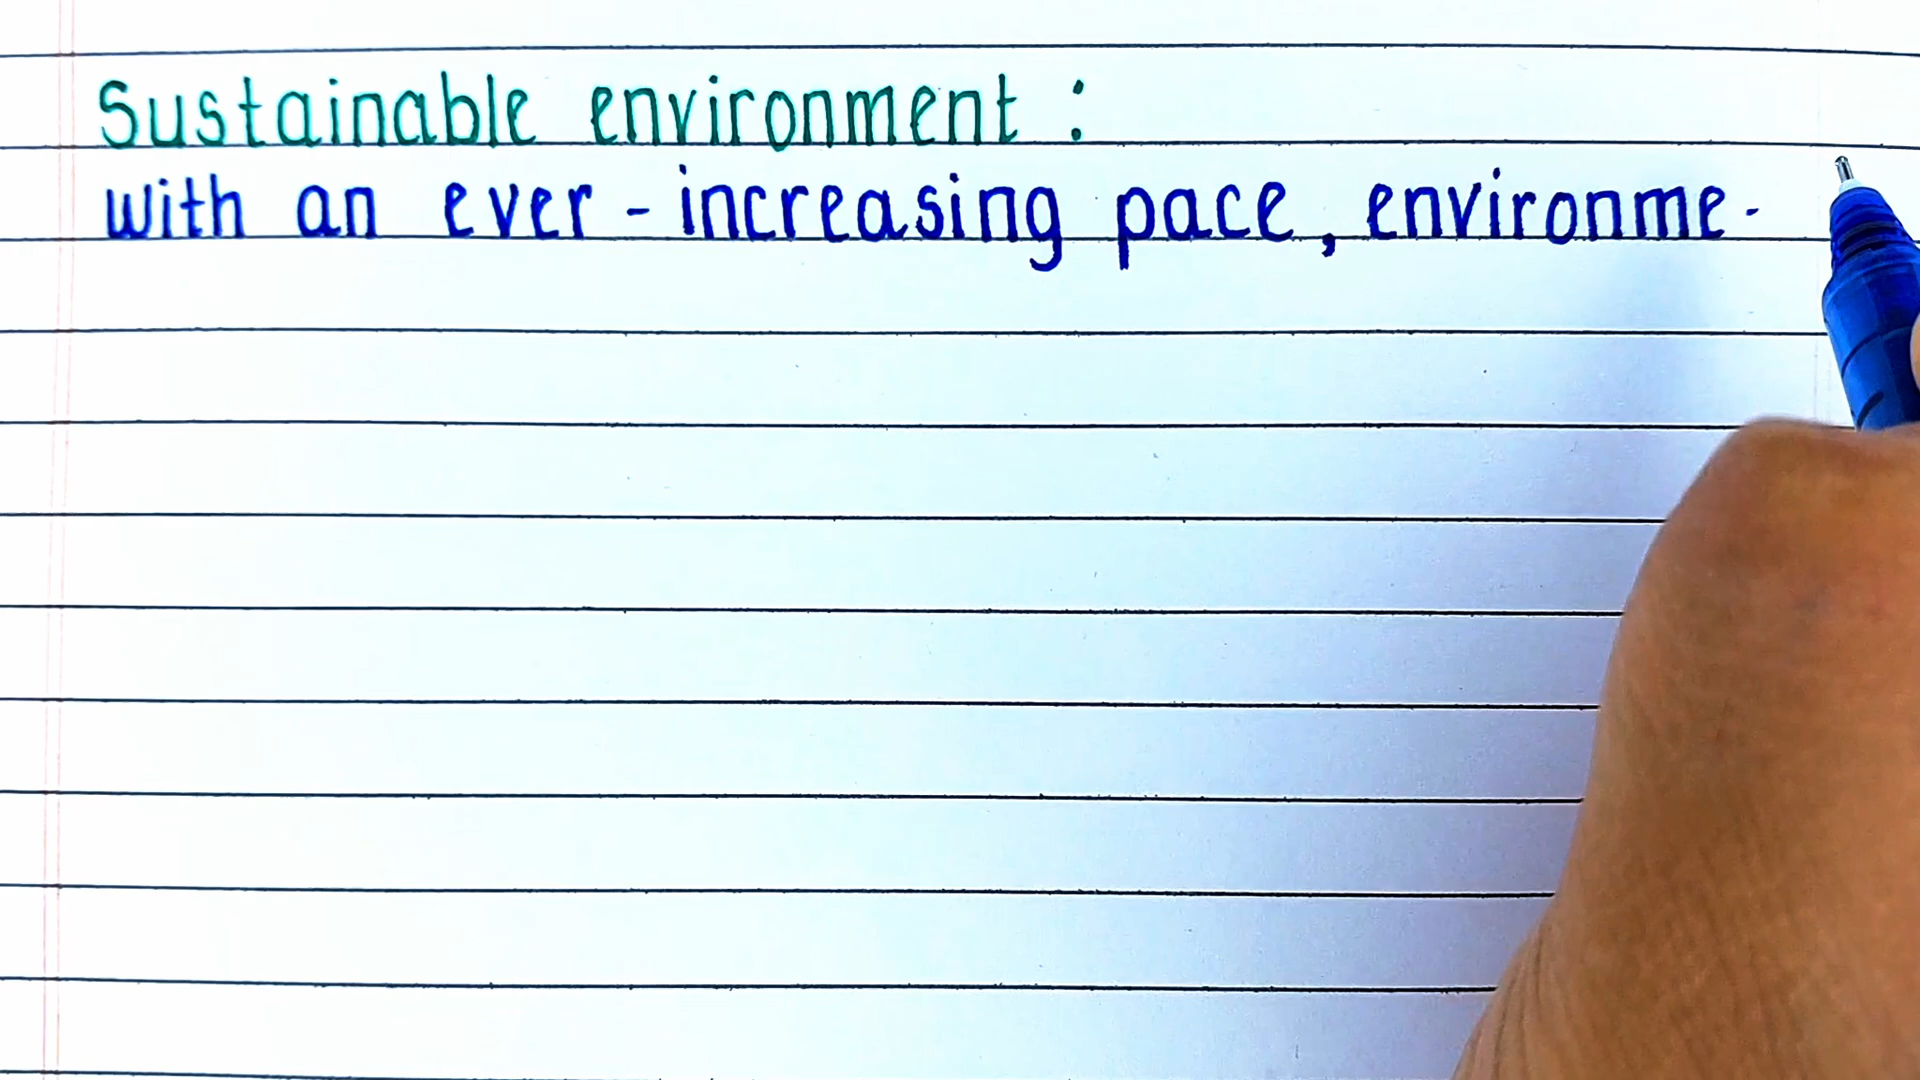 Sustainable environment :
with an ever - increasing pace, environme-